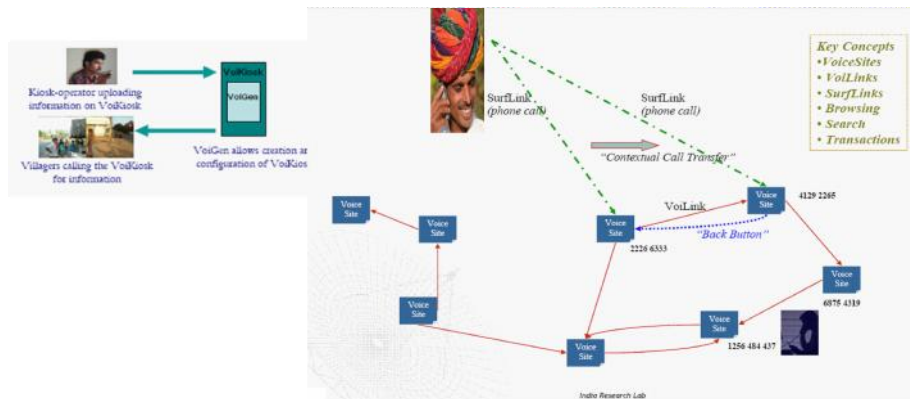 VoiKiosk
VoiGen
Kiosk-operator uploading
information on VoiKiosk
Villagers calling the VoiKiosk
for information
VoiGen allows creation an
configuration of VoiKios
SurfLink
(phone call)
SurfLink
(phone call)
"Contextual Call Transfer"
Key Concepts
•VoiceSites
• VoiLinks
• SurfLinks
• Browsing
• Search
• Transactions
Voice
Site
Voice
Site
Voice
Site
2226 6333
VoiLink
"Back Button"
Voice
Site
4129 2265
Voice
Site
6875 4319
Voice
Site
Voice
Site
1256 484 437
Voice
Site
India Research Lab